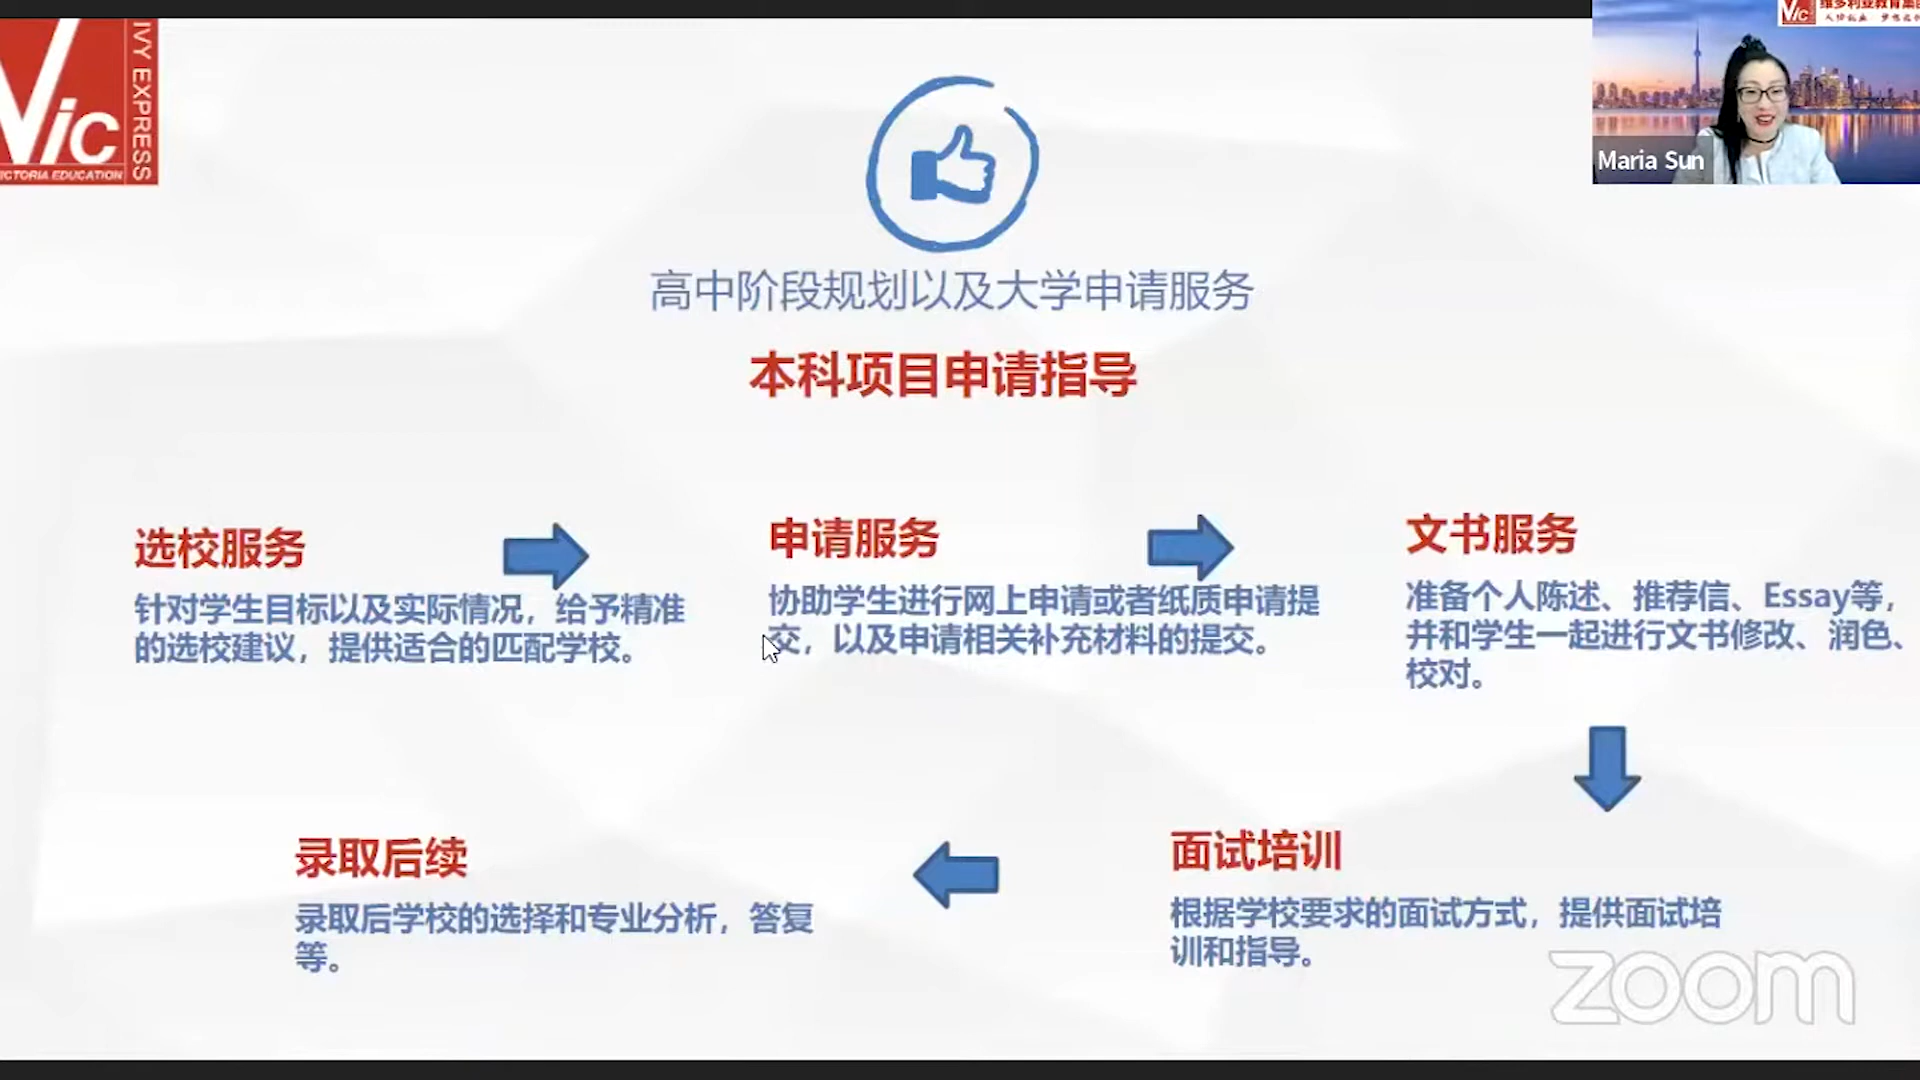 Vic
VICTORIA EDUCATION
IVY EXPRESS
Vic
维多利亚教育集团
Maria Sun
高中阶段规划以及大学申请服务
本科项目申请指导
选校服务
针对学生目标以及实际情况，给予精准
的选校建议，提供适合的匹配学校。
申请服务
协助学生进行网上申请或者纸质申请提
交，以及申请相关补充材料的提交。
文书服务
准备个人陈述、推荐信、Essay等，
并和学生一起进行文书修改、润色、
校对。
录取后续
录取后学校的选择和专业分析，答复
等。
面试培训
根据学校要求的面试方式，提供面试培
训和指导。
zoom